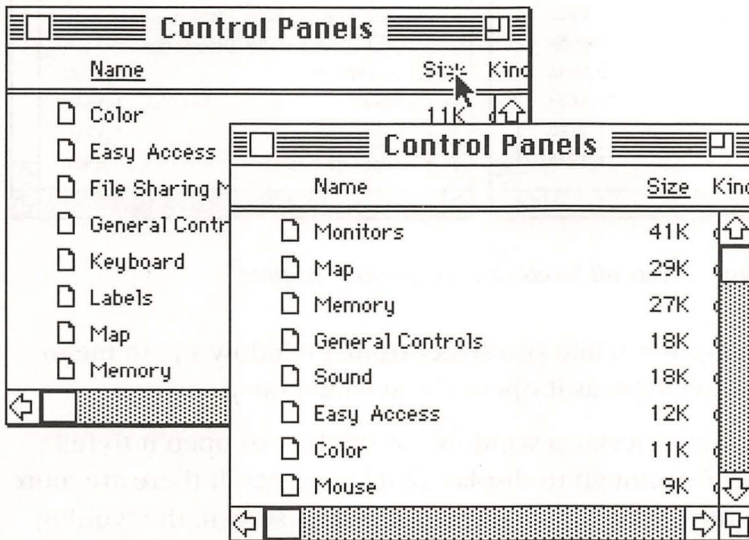 Control Panels
Name Size Kind
Color 11K
Easy Access
File Sharing M
General Contr
Keyboard
Labels
Map
Memory
Control Panels
Name Size Kind
Monitors 41K
Map 29K
Memory 27K
General Controls 18K
Sound 18K
Easy Access 12K
Color 11K
Mouse 9K